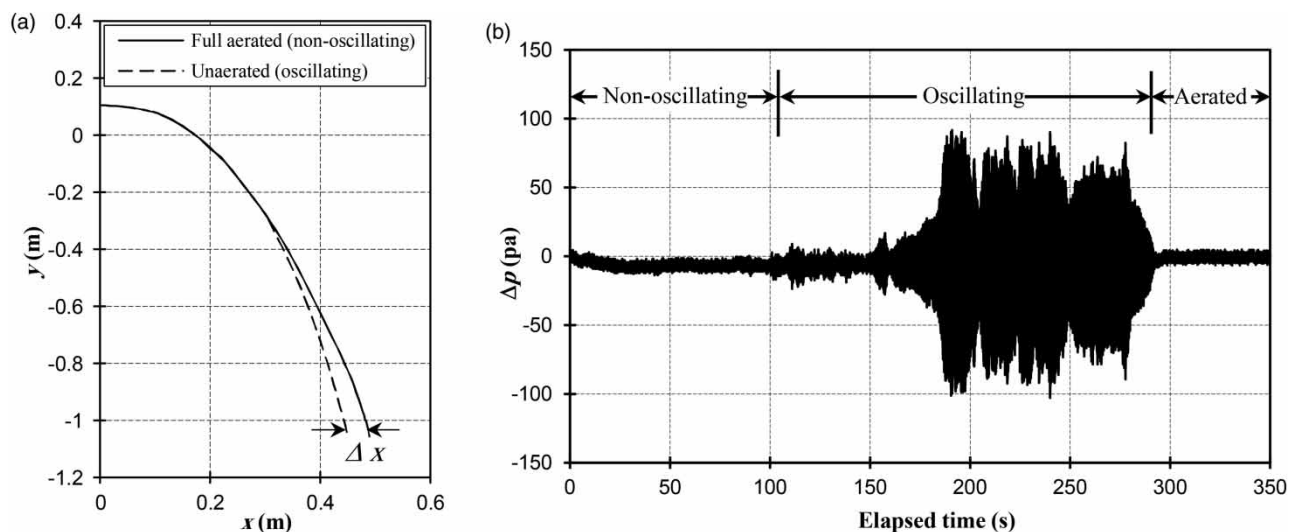 (a)
0.4
0.2
0
-0.2
-0.4
-0.6
-0.8
-1
-1.2
y (m)
Full aerated (non-oscillating)
Unaerated (oscillating)
Δ x
0 0.2 0.4 0.6
x (m)
(b)
150
100
50
0
-50
-100
-150
Δp (pa)
Non-oscillating Oscillating Aerated
0 50 100 150 200 250 300 350
Elapsed time (s)